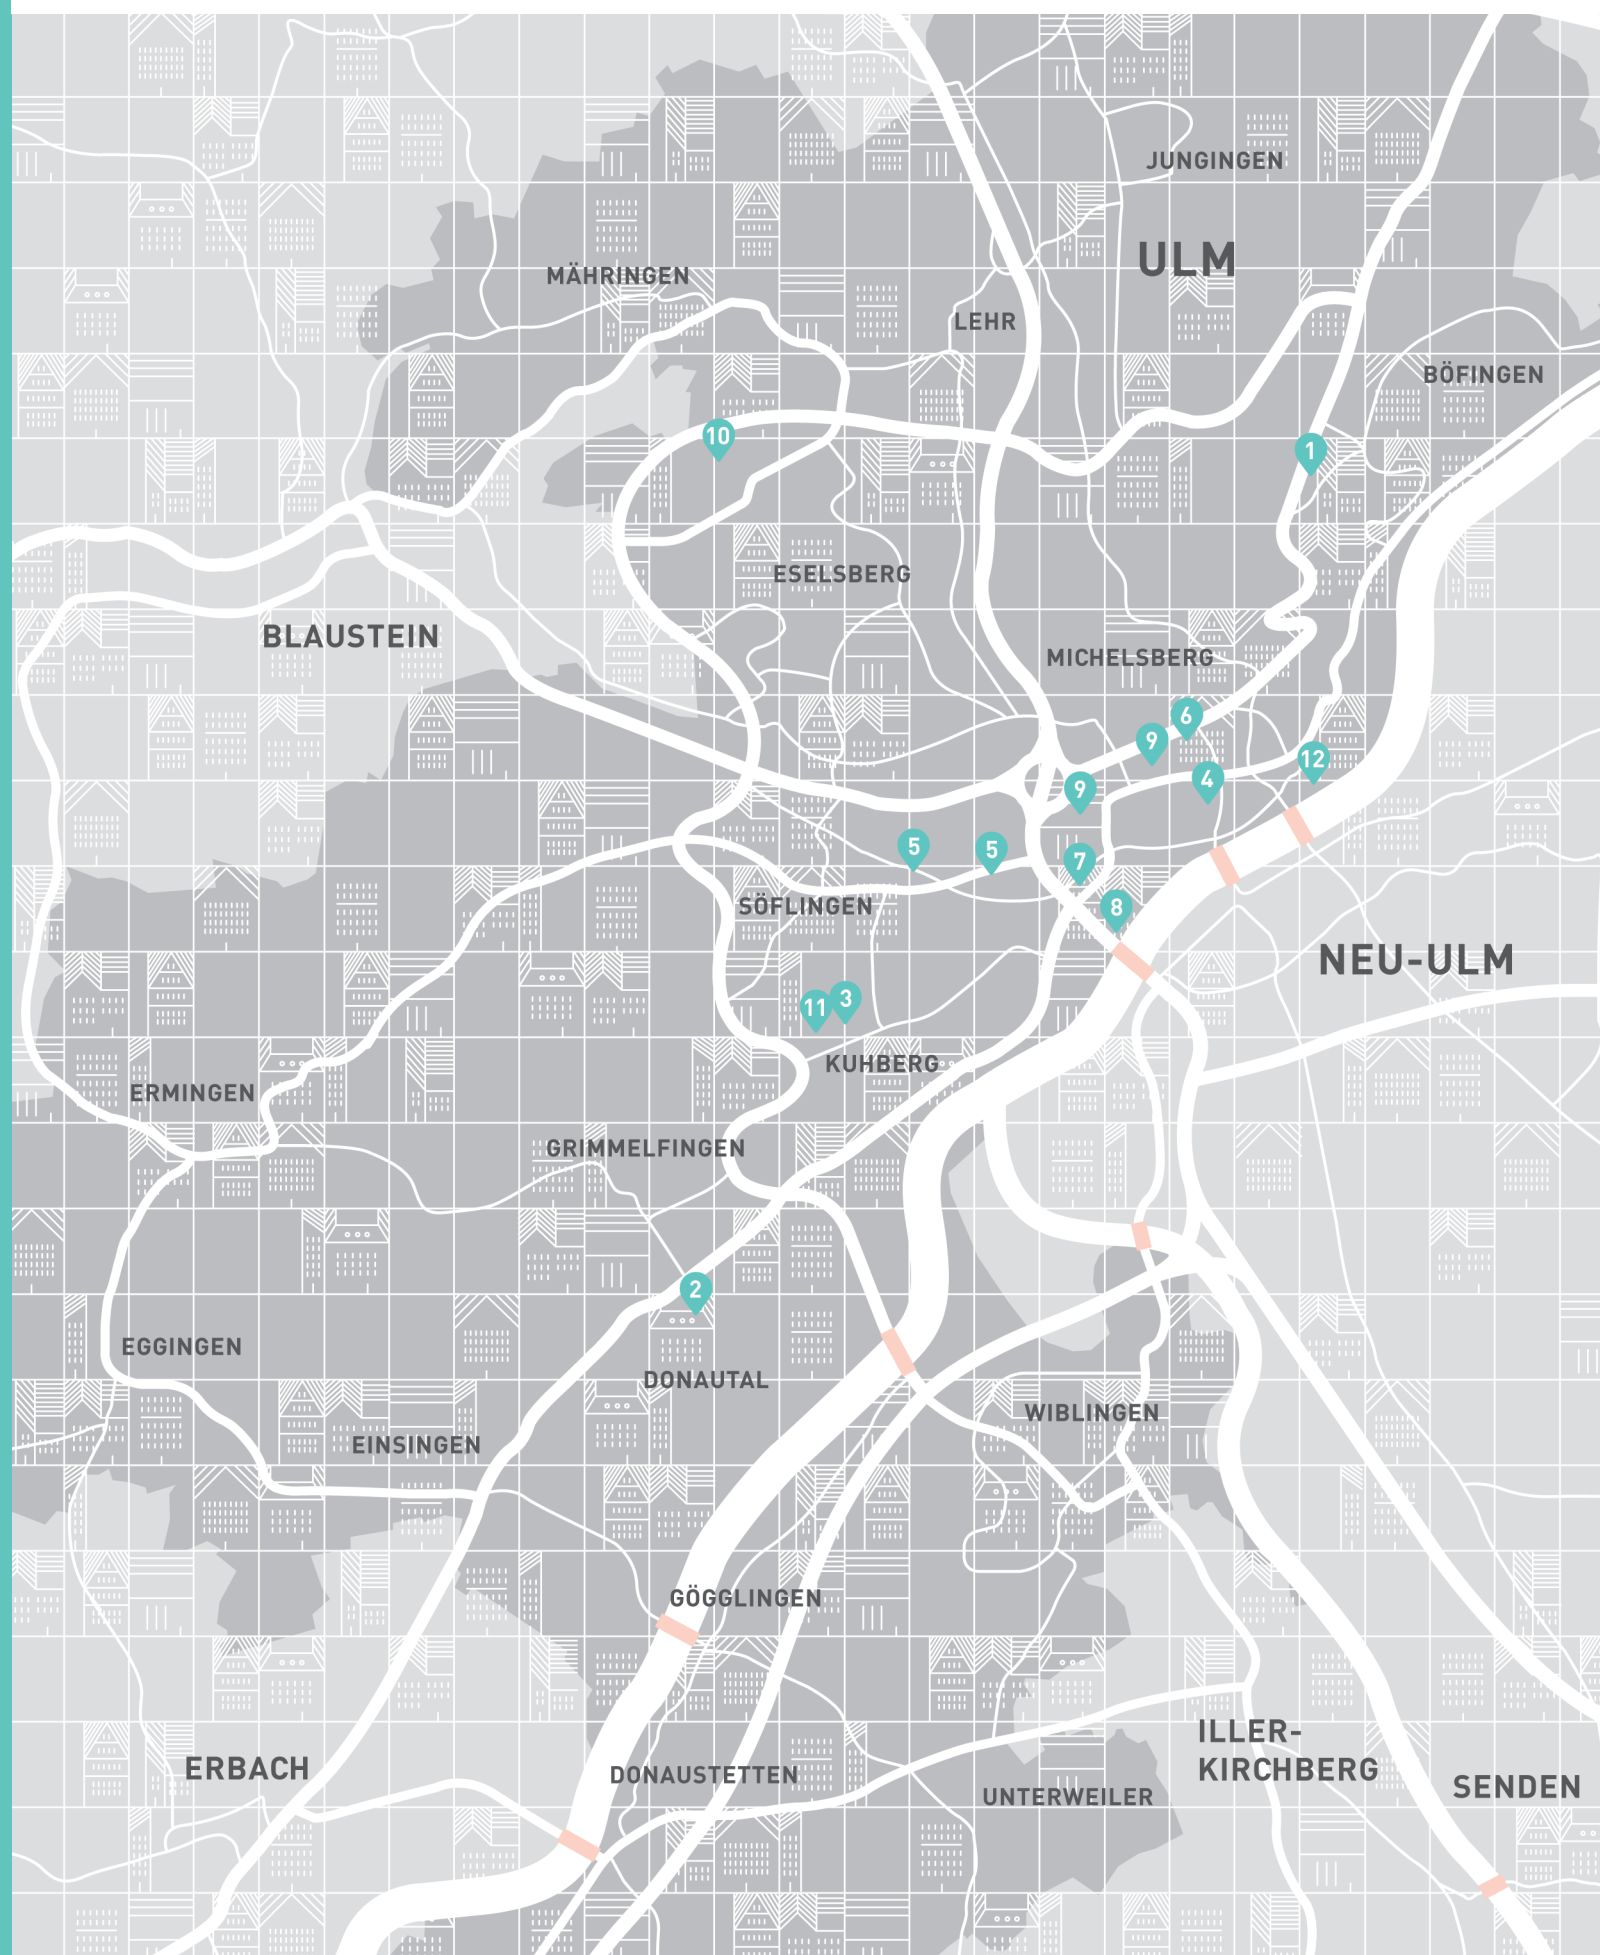 JUNGINGEN
ULM
MÄHRINGEN
LEHR
BÖFINGEN
10
1
ESELSBERG
BLAUSTEIN
MICHELSBERG
6
9
12
4
9
5
5
7
SÖFLINGEN
8
NEU-ULM
11
3
KUHBERG
ERMINGEN
GRIMMELFINGEN
2
EGGINGEN
DONAUTAL
WIBLINGEN
EINSINGEN
GÖGGLINGEN
ILLER-
KIRCHBERG
ERBACH
DONAUSTETTEN
SENDEN
UNTERWEILER